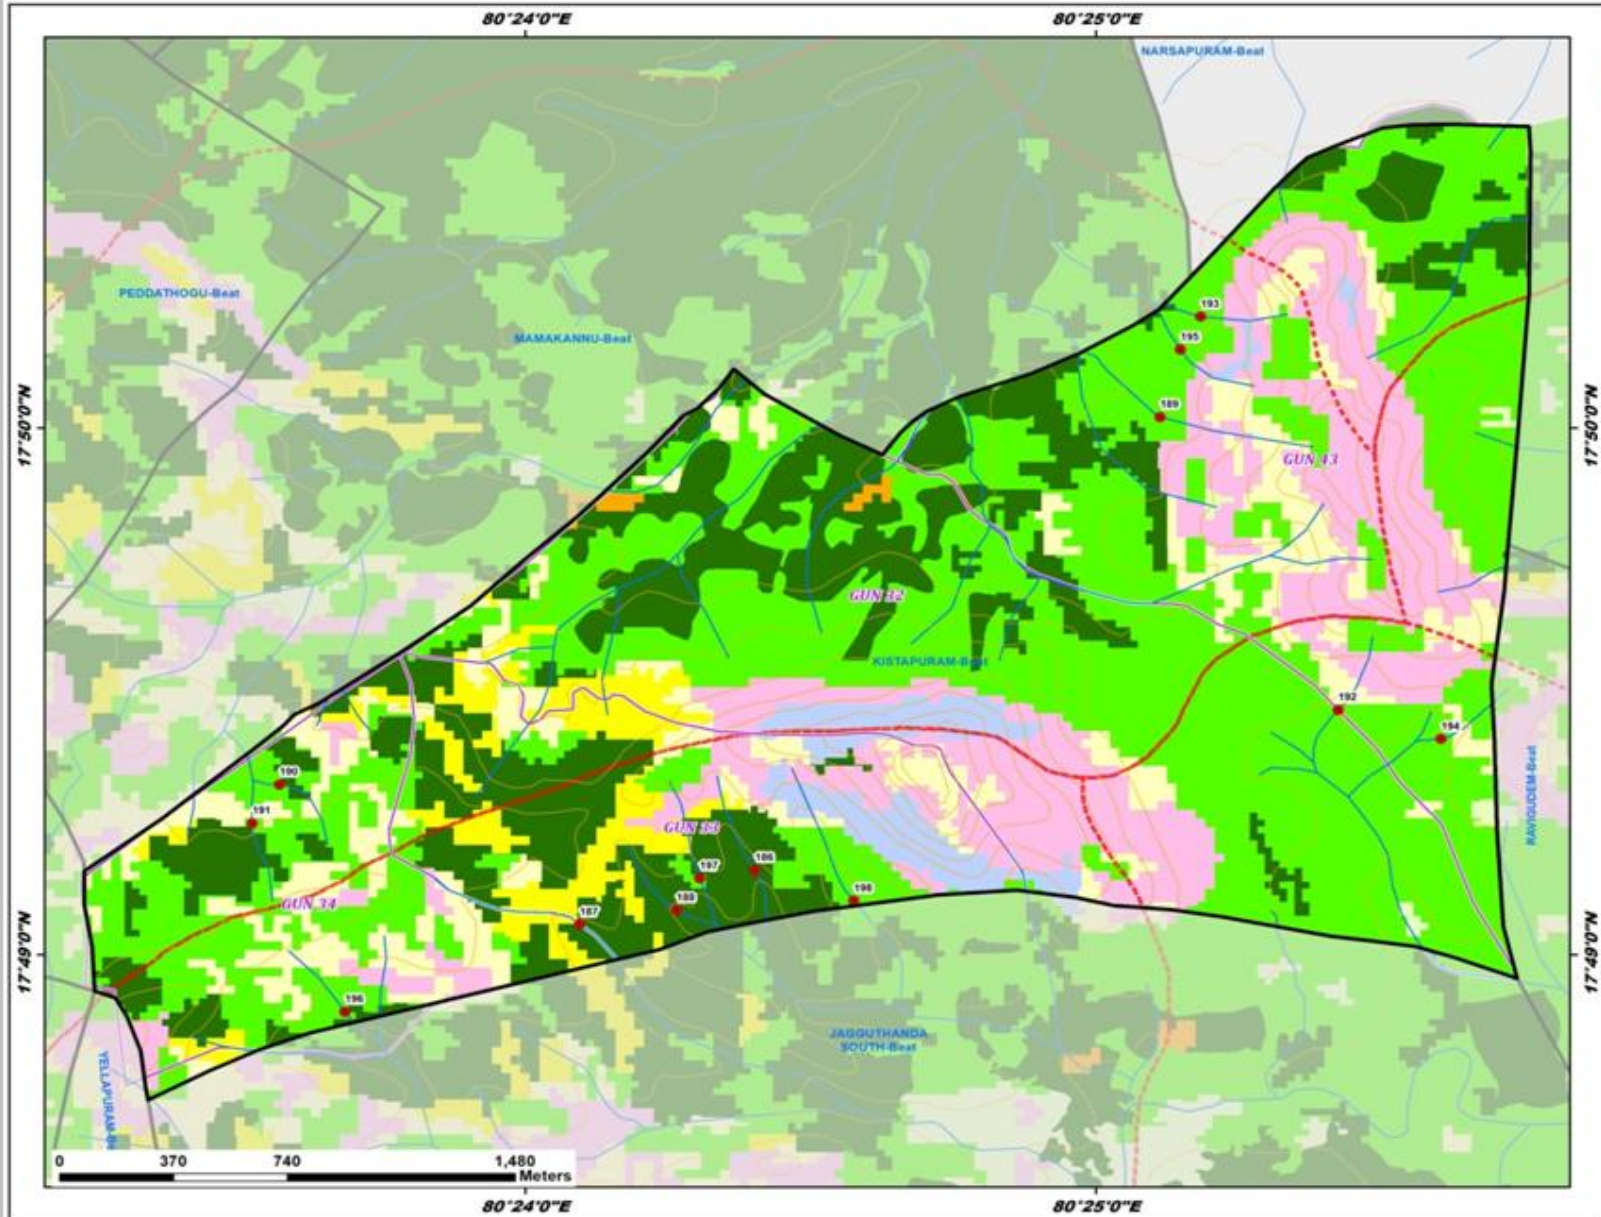 80°24'0"E
80°25'0"E
NARSAPURAM-Beat
PEDDATHOGU-Beat
193
MAMAKANNU-Beat
195
17°50'0"N
189
17°50'0"N
GUN 43
GUN 32
KISTAPURAM-Beat
192
194
190
RAVIGUDEM-Beat
191
GUN 33
197
186
198
GUN 34
188
187
17°49'0"N
17°49'0"N
196
JAGGUTHANDA
SOUTH-Beat
YELLAPURAM-Be
0 370 740 1,480
Meters
80°24'0"E
80°25'0"E